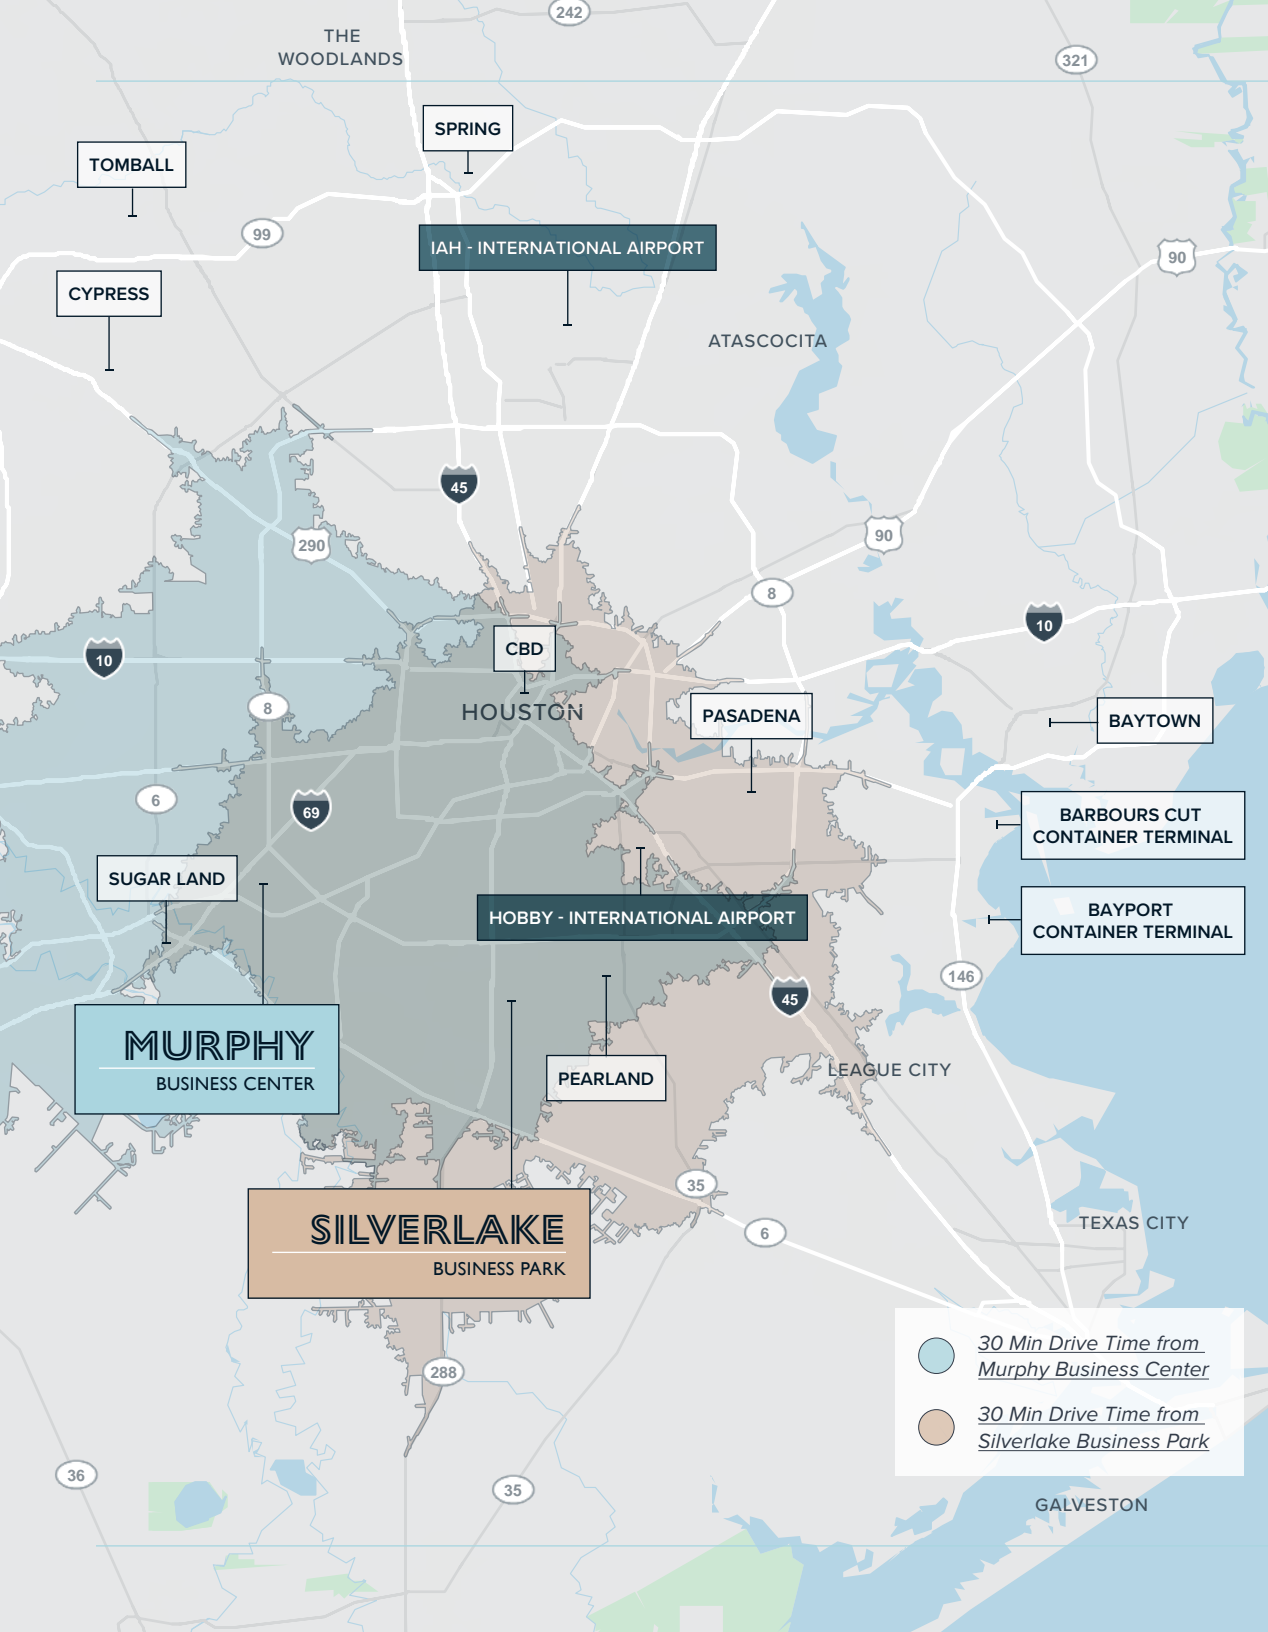 242
THE
WOODLANDS
321
SPRING
TOMBALL
99
IAH - INTERNATIONAL AIRPORT
90
CYPRESS
ATASCOCITA
45
290
90
8
10
CBD
10
8
HOUSTON
PASADENA
BAYTOWN
6
69
BARBOURS CUT
CONTAINER TERMINAL
SUGAR LAND
HOBBY - INTERNATIONAL AIRPORT
BAYPORT
CONTAINER TERMINAL
146
45
MURPHY
BUSINESS CENTER
PEARLAND
LEAGUE CITY
35
SILVERLAKE
BUSINESS PARK
6
TEXAS CITY
30 Min Drive Time from
Murphy Business Center
288
30 Min Drive Time from
Silverlake Business Park
36
35
GALVESTON